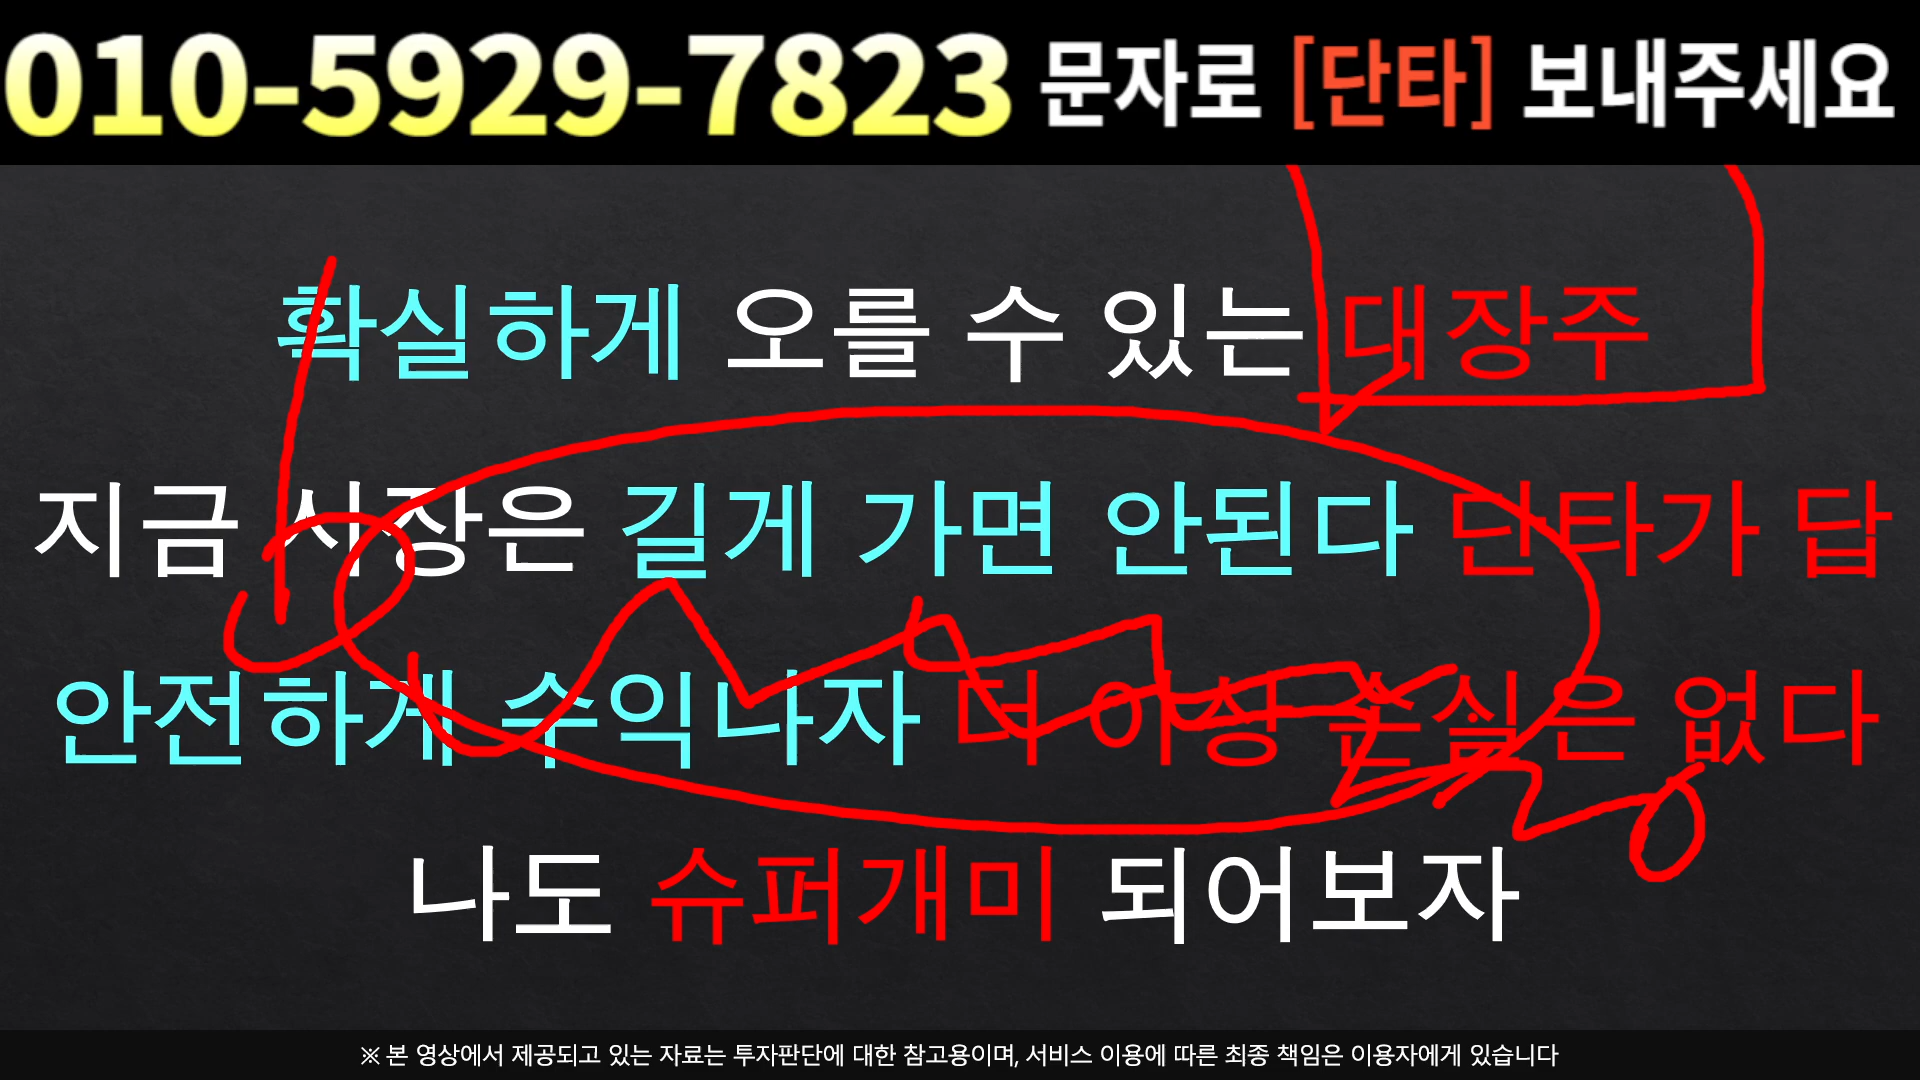 010-5929-7823 문자로 [단타] 보내주세요
확실하게 오를 수 있는 대장주
지금 시장은 길게 가면 안된다 단타가 답
안전하게 수익나자 더 이상 손실은 없다
나도 슈퍼개미 되어보자
※ 본 영상에서 제공되고 있는 자료는 투자판단에 대한 참고용이며, 서비스 이용에 따른 최종 책임은 이용자에게 있습니다